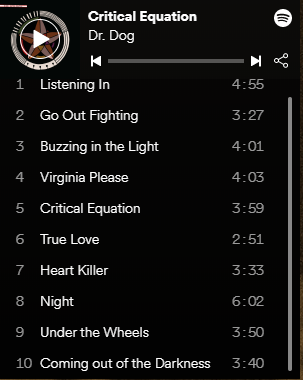 Critical Equation
Dr. Dog
1 Listening In 4:55
2 Go Out Fighting 3:27
3 Buzzing in the Light 4:01
4 Virginia Please 4:03
5 Critical Equation 3:59
6 True Love 2:51
7 Heart Killer 3:33
8 Night 6:02
9 Under the Wheels 3:50
10 Coming out of the Darkness 3:40